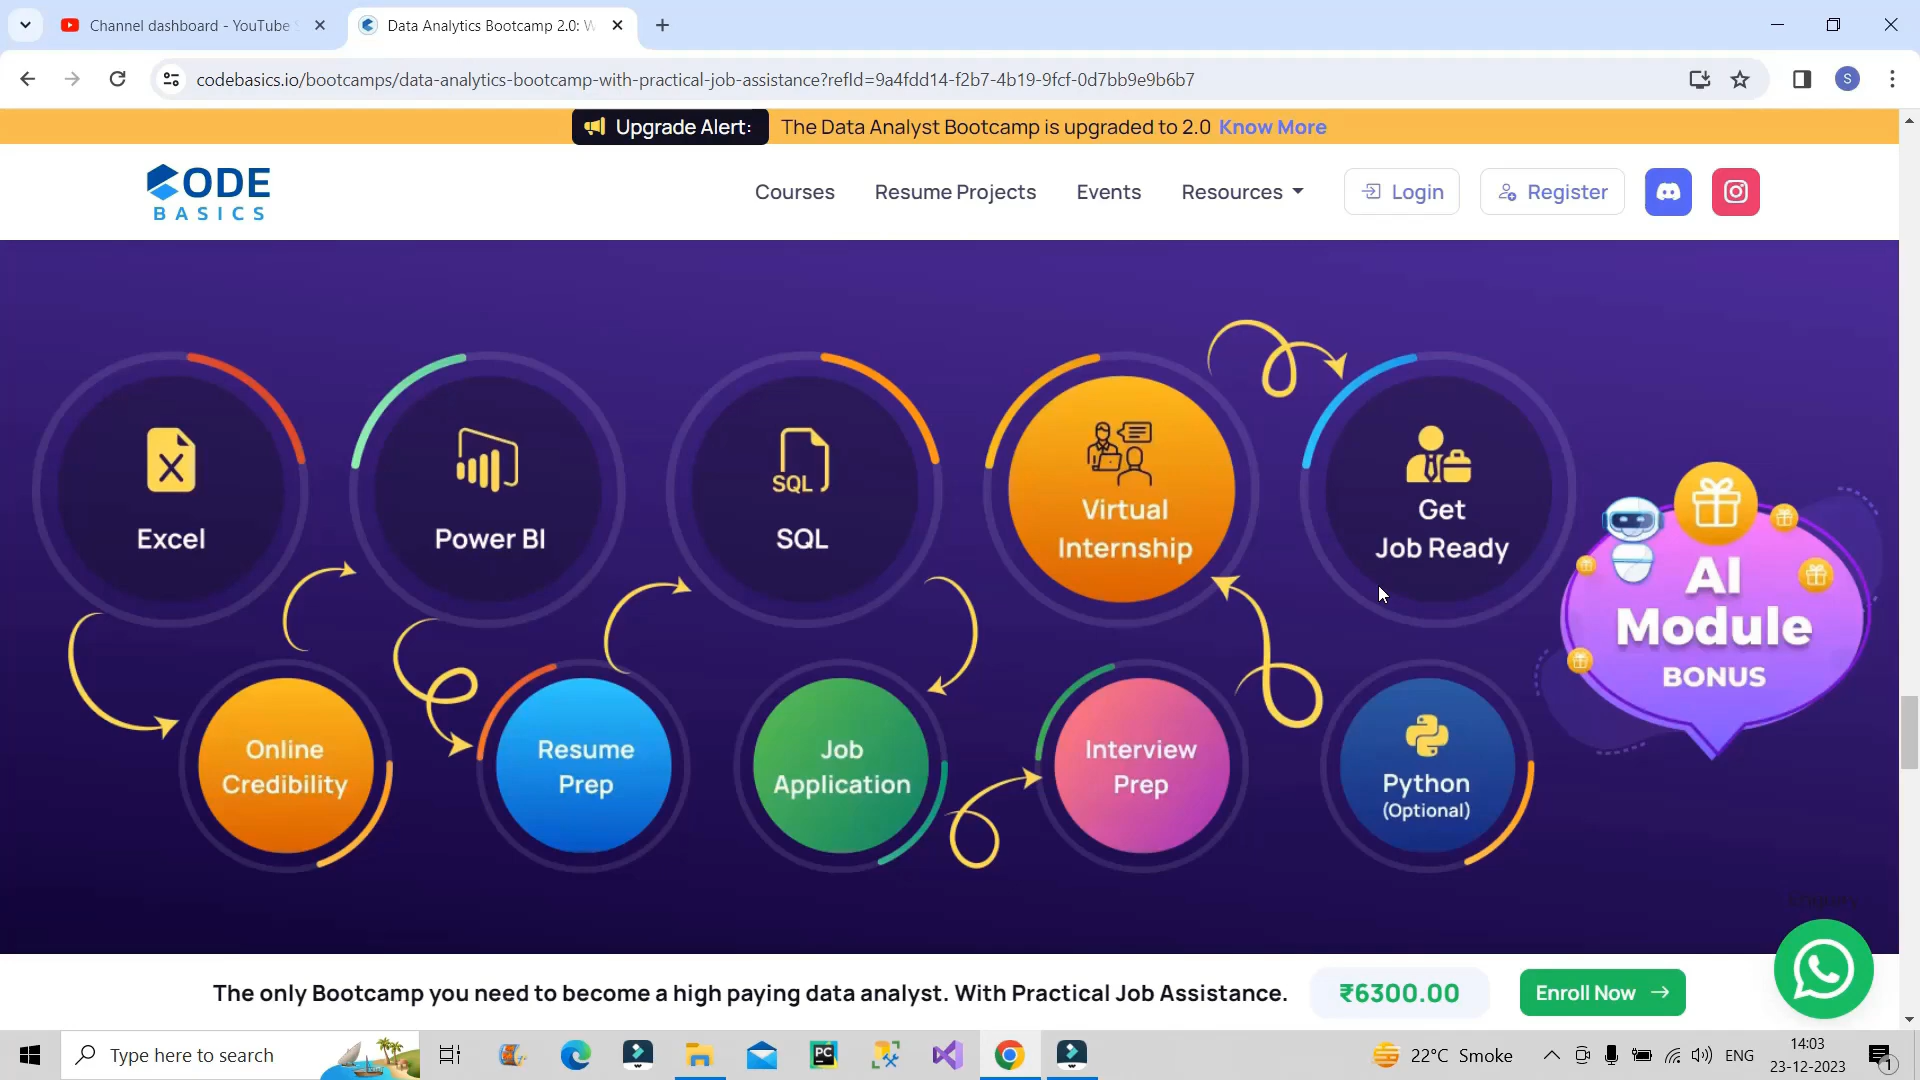 Channel dashboard - YouTube
Data Analytics Bootcamp 2.0: W
codebasics.io/bootcamps/data-analytics-bootcamp-with-practical-job-assistance?refId=9a4fdd14-f2b7-4b19-9fcf-0d7bb9e9b6b7
S
Upgrade Alert: The Data Analyst Bootcamp is upgraded to 2.0 Know More
CODE
BASICS
Courses
Resume Projects
Events
Resources
Login
Register
X
Excel
Power BI
SQL
SQL
Virtual
Internship
Get
Job Ready
AI
Module
BONUS
Online
Credibility
Resume
Prep
Job
Application
Interview
Prep
Python
(Optional)
The only Bootcamp you need to become a high paying data analyst. With Practical Job Assistance.
₹6300.00
Enroll Now
Type here to search
PC
22°C Smoke
ENG
14:03
23-12-2023
1